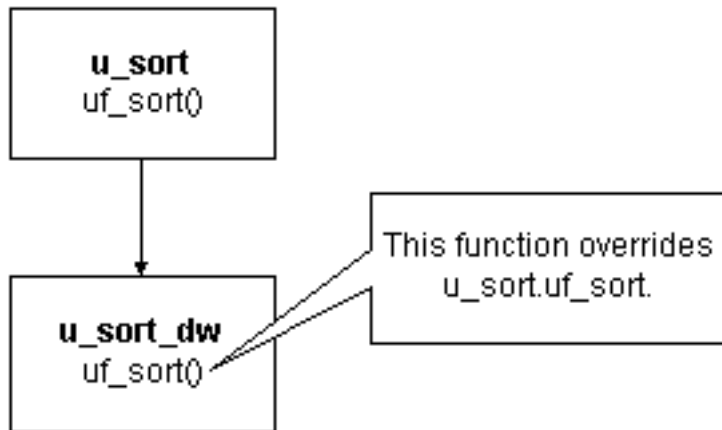 u_sort
uf_sort()
This function overrides
u_sort.uf_sort.
u_sort_dw
uf_sort()